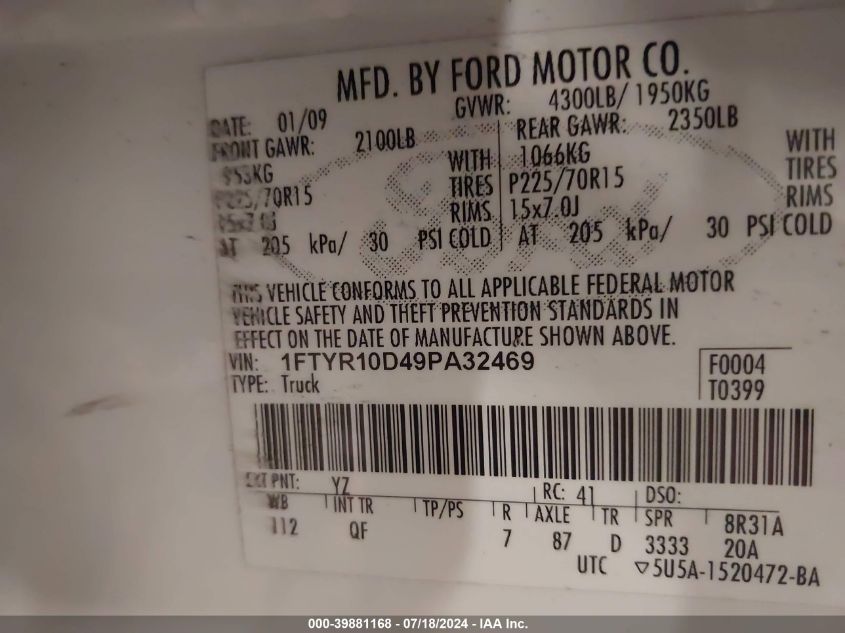 MFD. BY FORD MOTOR CO.
DATE: 01/09 GVWR: 4300LB/ 1950KG
FRONT GAWR: 2100LB REAR GAWR: 2350LB
WITH 1066KG WITH
P225/70R15 TIRES P225/70R15 TIRES
15x7.0J RIMS 15x7.0J RIMS
AT 205 kPa/ 30 PSI COLD AT 205 kPa/ 30 PSI COLD
THIS VEHICLE CONFORMS TO ALL APPLICABLE FEDERAL MOTOR
VEHICLE SAFETY AND THEFT PREVENTION STANDARDS IN
EFFECT ON THE DATE OF MANUFACTURE SHOWN ABOVE.
VIN: 1FTYR10D49PA32469 F0004
TYPE: Truck T0399
EXT PNT: YZ RC: 41 DSO:
WB INT TR TP/PS R AXLE TR SPR 8R31A
112 QF 7 87 D 3333 20A
UTC ▽5U5A-1520472-BA
000-39881168 - 07/18/2024 - IAA Inc.